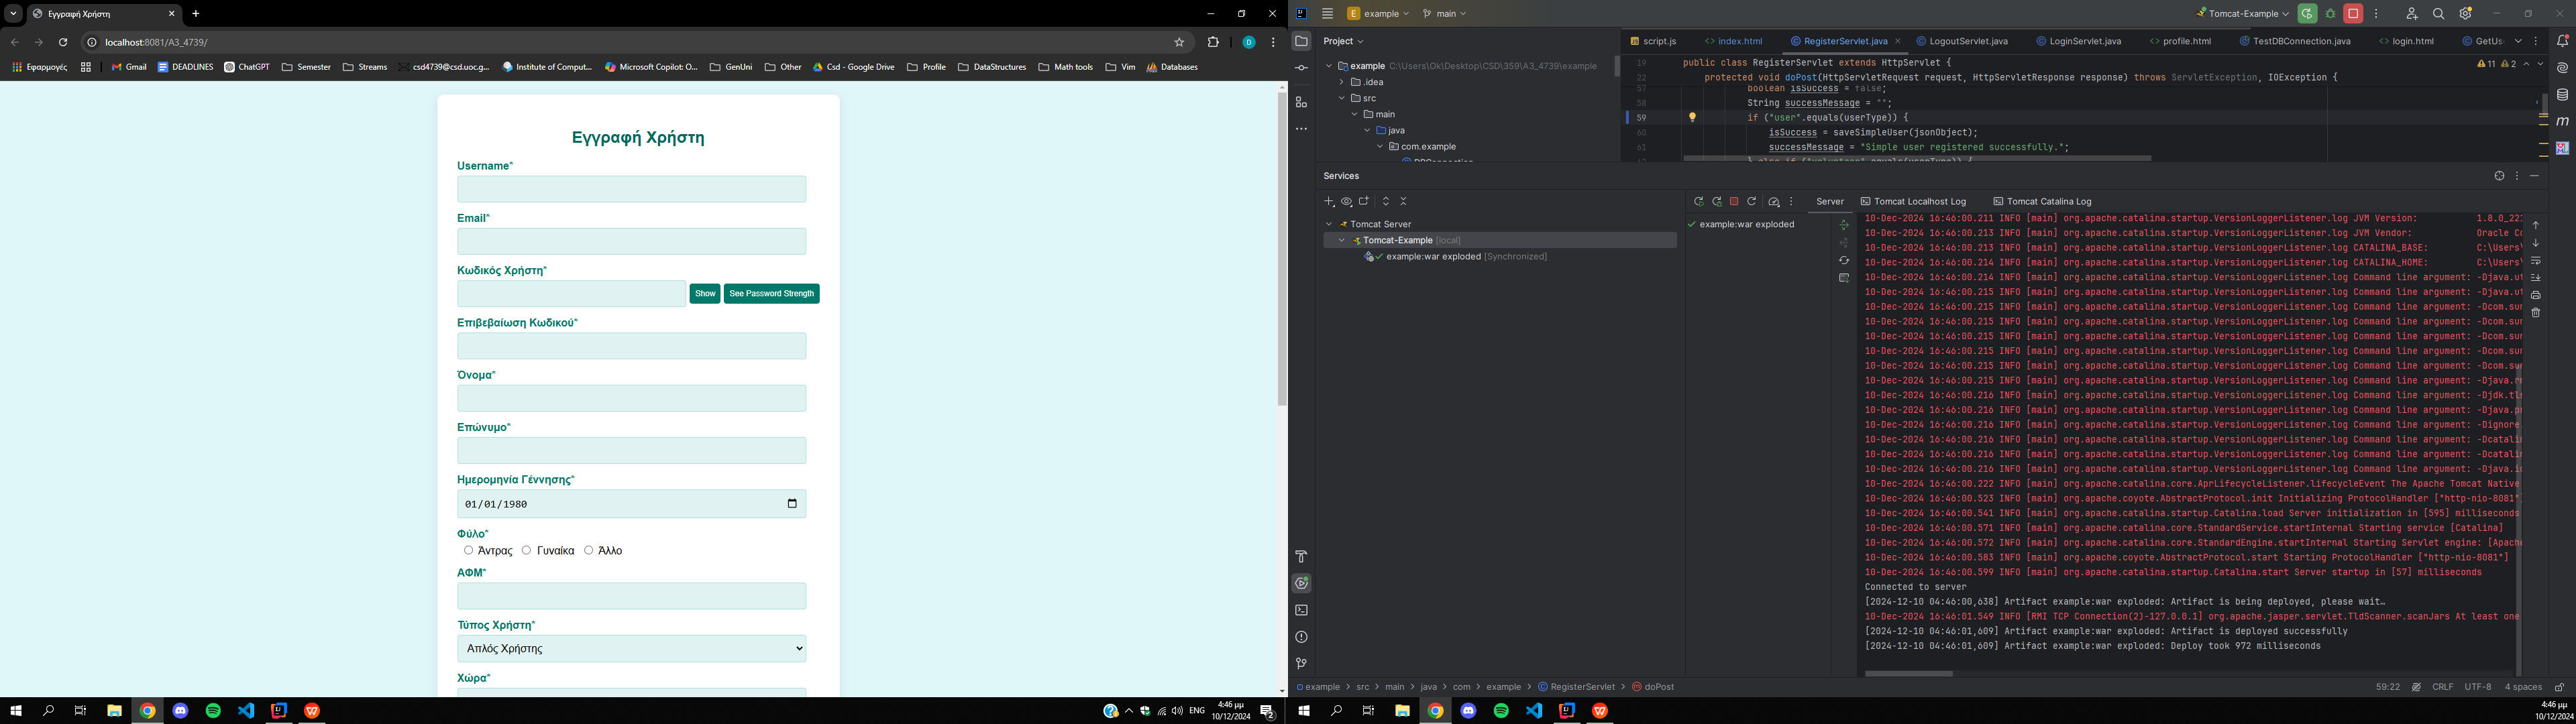 Εγγραφή Χρήστη
localhost:8081/A3_4739/
Εφαρμογές
Gmail
DEADLINES
ChatGPT
Semester
Streams
csd4739@csd.uoc.g...
Institute of Comput...
Microsoft Copilot: Ο...
GenUni
Other
Csd - Google Drive
Profile
DataStructures
Math tools
Vim
Databases
Εγγραφή Χρήστη
Username*
Email*
Κωδικός Χρήστη*
Show
See Password Strength
Επιβεβαίωση Κωδικού*
Όνομα*
Επώνυμο*
Ημερομηνία Γέννησης*
01/01/1980
Φύλο*
Άντρας Γυναίκα Άλλο
ΑΦΜ*
Τύπος Χρήστη*
Απλός Χρήστης
Χώρα*
ENG
4:46 μμ
10/12/2024
2
E example
main
Tomcat-Example
Project
example C:\Users\Ok\Desktop\CSD\359\A3_4739\example
.idea
src
main
java
com.example
script.js
index.html
RegisterServlet.java
LogoutServlet.java
LoginServlet.java
profile.html
TestDBConnection.java
login.html
GetUs
11 2
19 public class RegisterServlet extends HttpServlet {
22 protected void doPost(HttpServletRequest request, HttpServletResponse response) throws ServletException, IOException {
57 boolean isSuccess = false;
58 String successMessage = "";
59 if ("user".equals(userType)) {
60 isSuccess = saveSimpleUser(jsonObject);
61 successMessage = "Simple user registered successfully.";
Services
Tomcat Server
Tomcat-Example [local]
example:war exploded [Synchronized]
Server
Tomcat Localhost Log
Tomcat Catalina Log
example:war exploded
10-Dec-2024 16:46:00.211 INFO [main] org.apache.catalina.startup.VersionLoggerListener.log JVM Version: 1.8.0_22
10-Dec-2024 16:46:00.213 INFO [main] org.apache.catalina.startup.VersionLoggerListener.log JVM Vendor: Oracle Co
10-Dec-2024 16:46:00.213 INFO [main] org.apache.catalina.startup.VersionLoggerListener.log CATALINA_BASE: C:\Users\
10-Dec-2024 16:46:00.214 INFO [main] org.apache.catalina.startup.VersionLoggerListener.log CATALINA_HOME: C:\Users\
10-Dec-2024 16:46:00.214 INFO [main] org.apache.catalina.startup.VersionLoggerListener.log Command line argument: -Djava.ut
10-Dec-2024 16:46:00.215 INFO [main] org.apache.catalina.startup.VersionLoggerListener.log Command line argument: -Djava.ut
10-Dec-2024 16:46:00.215 INFO [main] org.apache.catalina.startup.VersionLoggerListener.log Command line argument: -Dcom.sun
10-Dec-2024 16:46:00.215 INFO [main] org.apache.catalina.startup.VersionLoggerListener.log Command line argument: -Dcom.sun
10-Dec-2024 16:46:00.215 INFO [main] org.apache.catalina.startup.VersionLoggerListener.log Command line argument: -Dcom.sun
10-Dec-2024 16:46:00.215 INFO [main] org.apache.catalina.startup.VersionLoggerListener.log Command line argument: -Dcom.sun
10-Dec-2024 16:46:00.215 INFO [main] org.apache.catalina.startup.VersionLoggerListener.log Command line argument: -Dcom.sun
10-Dec-2024 16:46:00.215 INFO [main] org.apache.catalina.startup.VersionLoggerListener.log Command line argument: -Djava.rm
10-Dec-2024 16:46:00.216 INFO [main] org.apache.catalina.startup.VersionLoggerListener.log Command line argument: -Djdk.tls
10-Dec-2024 16:46:00.216 INFO [main] org.apache.catalina.startup.VersionLoggerListener.log Command line argument: -Djava.pr
10-Dec-2024 16:46:00.216 INFO [main] org.apache.catalina.startup.VersionLoggerListener.log Command line argument: -Dignore.
10-Dec-2024 16:46:00.216 INFO [main] org.apache.catalina.startup.VersionLoggerListener.log Command line argument: -Dcatalin
10-Dec-2024 16:46:00.216 INFO [main] org.apache.catalina.startup.VersionLoggerListener.log Command line argument: -Dcatalin
10-Dec-2024 16:46:00.216 INFO [main] org.apache.catalina.startup.VersionLoggerListener.log Command line argument: -Djava.io
10-Dec-2024 16:46:00.222 INFO [main] org.apache.catalina.core.AprLifecycleListener.lifecycleEvent The Apache Tomcat Native
10-Dec-2024 16:46:00.523 INFO [main] org.apache.coyote.AbstractProtocol.init Initializing ProtocolHandler ["http-nio-8081"]
10-Dec-2024 16:46:00.541 INFO [main] org.apache.catalina.startup.Catalina.load Server initialization in [595] milliseconds
10-Dec-2024 16:46:00.571 INFO [main] org.apache.catalina.core.StandardService.startInternal Starting service [Catalina]
10-Dec-2024 16:46:00.572 INFO [main] org.apache.catalina.core.StandardEngine.startInternal Starting Servlet engine: [Apache
10-Dec-2024 16:46:00.583 INFO [main] org.apache.coyote.AbstractProtocol.start Starting ProtocolHandler ["http-nio-8081"]
10-Dec-2024 16:46:00.599 INFO [main] org.apache.catalina.startup.Catalina.start Server startup in [57] milliseconds
Connected to server
[2024-12-10 04:46:00,638] Artifact example:war exploded: Artifact is being deployed, please wait…
10-Dec-2024 16:46:01.549 INFO [RMI TCP Connection(2)-127.0.0.1] org.apache.jasper.servlet.TldScanner.scanJars At least one
[2024-12-10 04:46:01,609] Artifact example:war exploded: Artifact is deployed successfully
[2024-12-10 04:46:01,609] Artifact example:war exploded: Deploy took 972 milliseconds
example > src > main > java > com > example > RegisterServlet > doPost
59:22
CRLF
UTF-8
4 spaces
4:46 μμ
10/12/2024